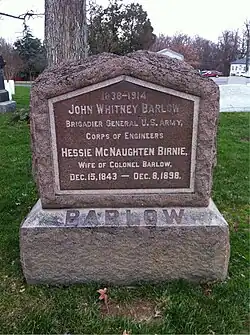 1838-1914
JOHN WHITNEY BARLOW
BRIGADIER GENERAL U.S. ARMY,
CORPS OF ENGINEERS
HESSIE MCNAUGHTEN BIRNIE,
WIFE OF COLONEL BARLOW,
DEC. 15, 1843 — DEC. 8, 1898.
BARLOW